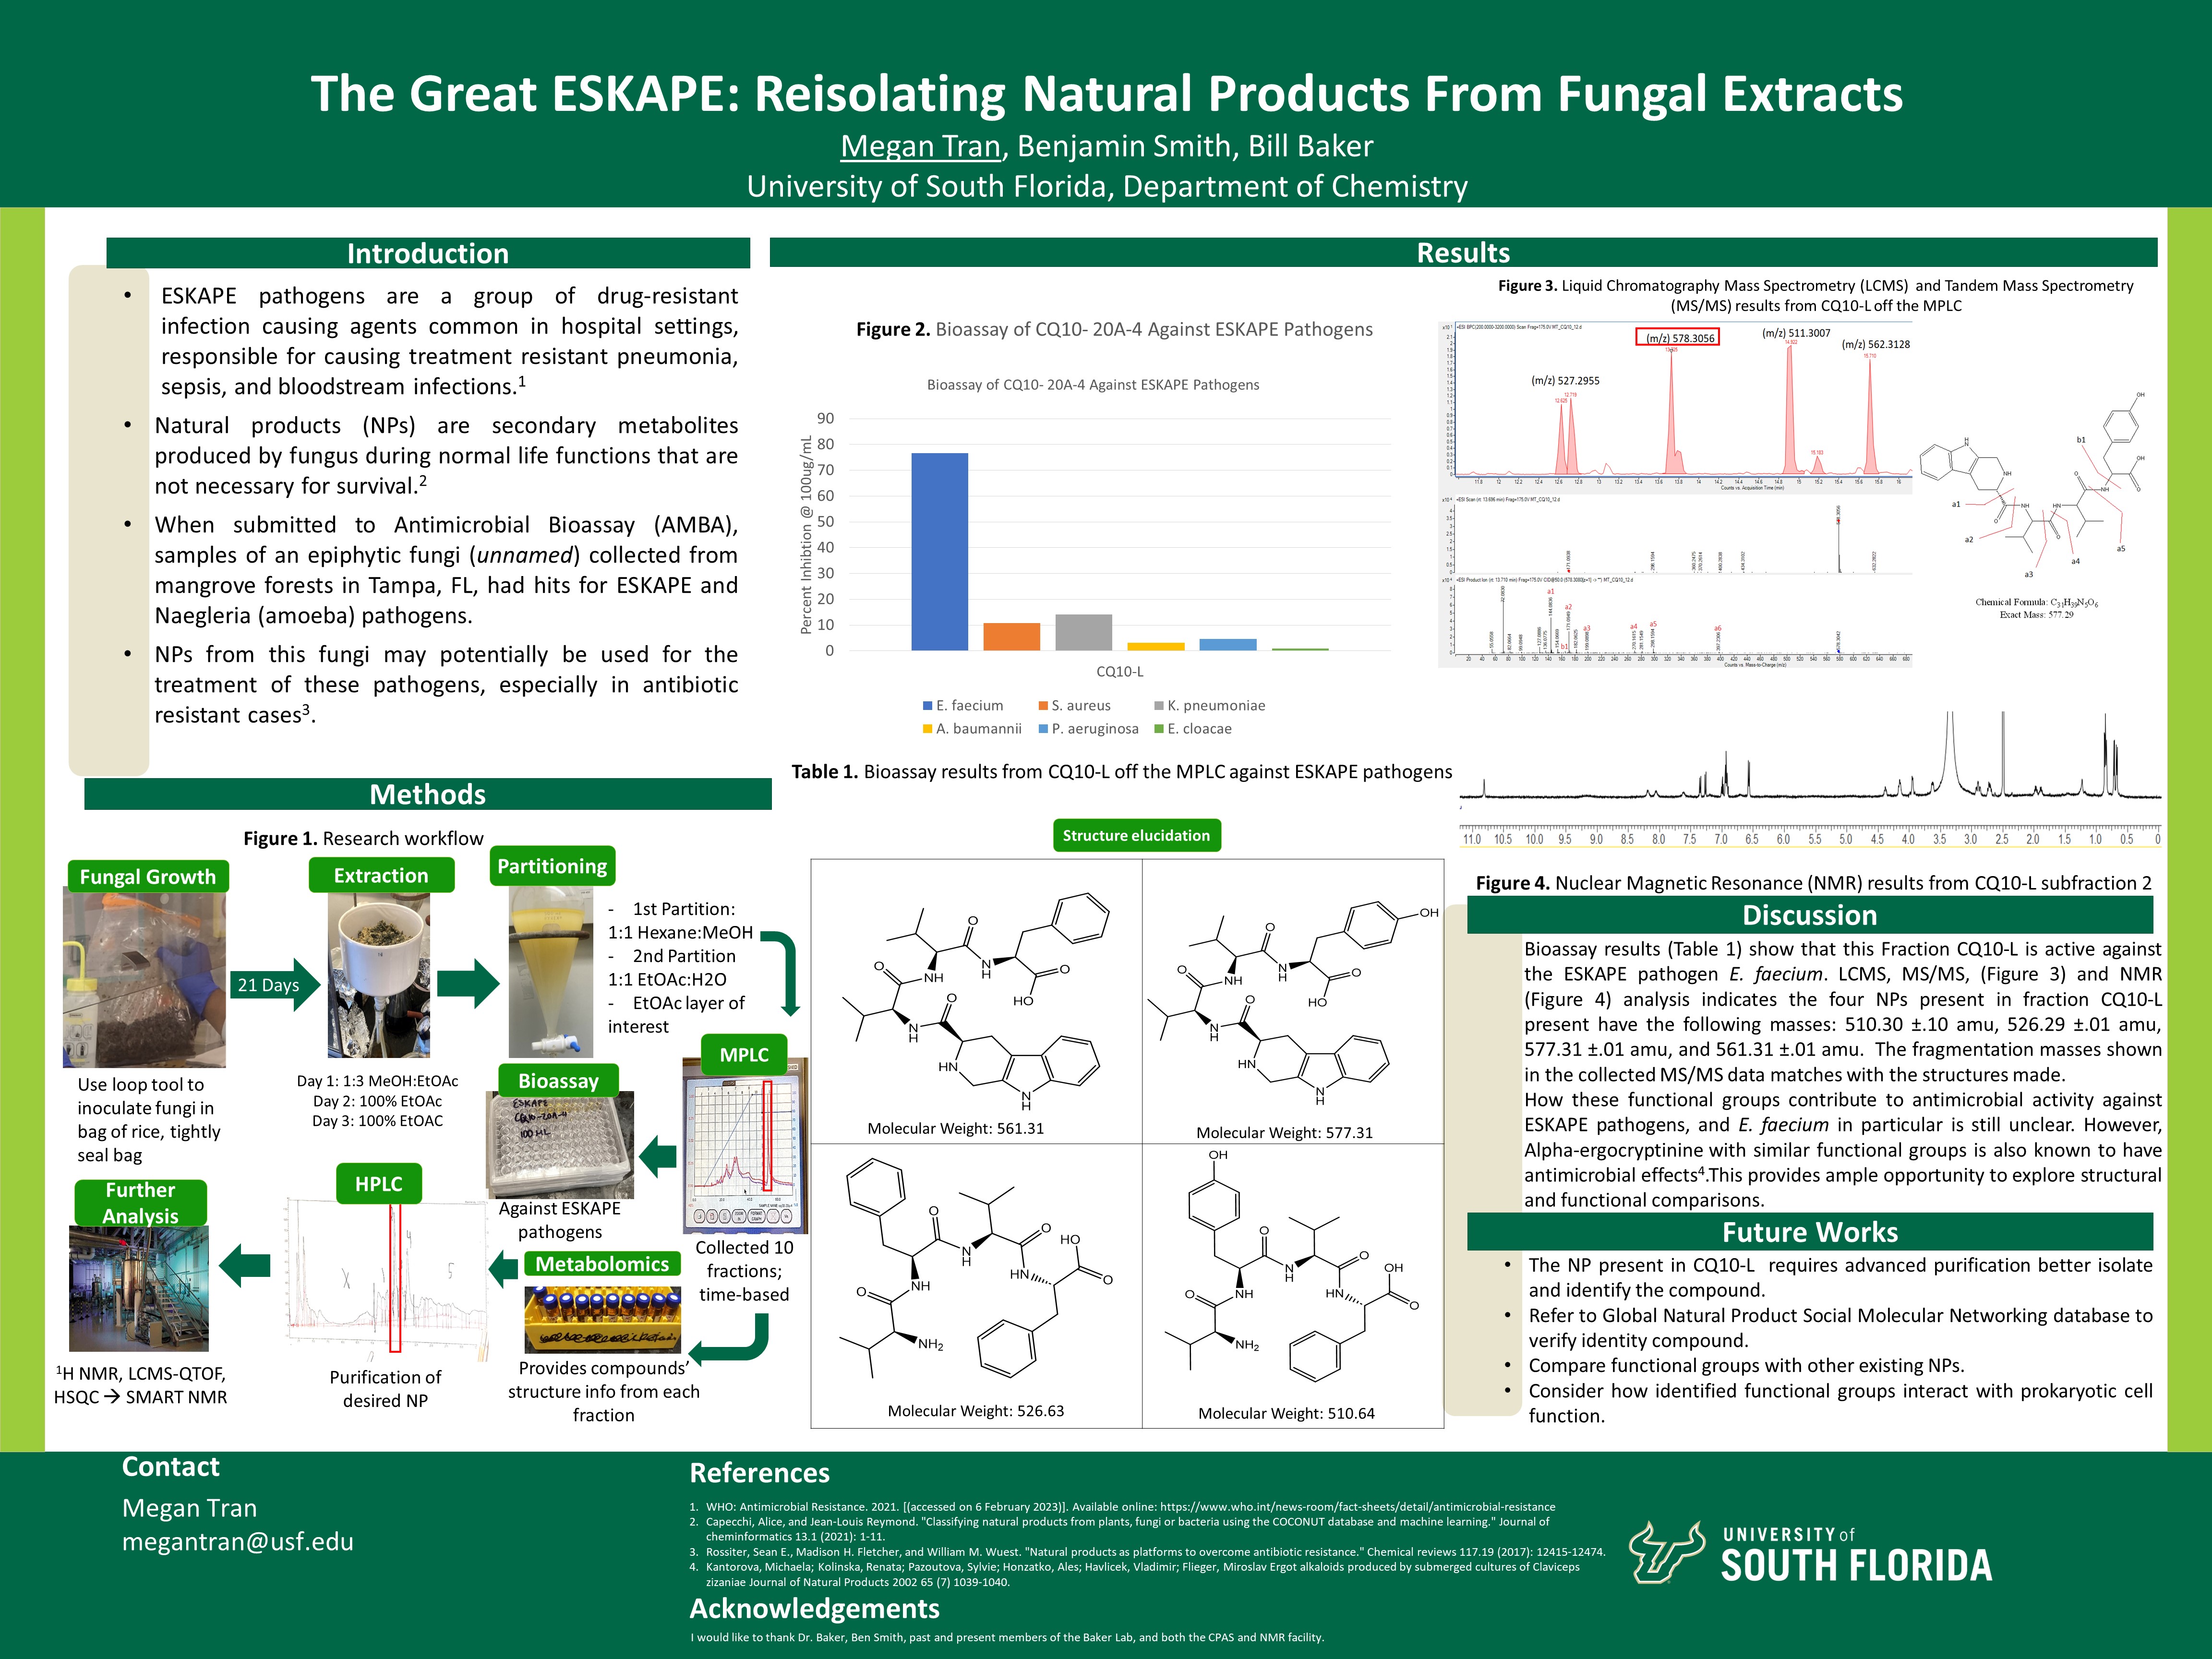 The Great ESKAPE: Reisolating Natural Products From Fungal Extracts
Megan Tran, Benjamin Smith, Bill Baker
University of South Florida, Department of Chemistry
Introduction
• ESKAPE pathogens are a group of drug-resistant
infection causing agents common in hospital settings,
responsible for causing treatment resistant pneumonia,
sepsis, and bloodstream infections.1
• Natural products (NPs) are secondary metabolites
produced by fungus during normal life functions that are
not necessary for survival.2
• When submitted to Antimicrobial Bioassay (AMBA),
samples of an epiphytic fungi (unnamed) collected from
mangrove forests in Tampa, FL, had hits for ESKAPE and
Naegleria (amoeba) pathogens.
• NPs from this fungi may potentially be used for the
treatment of these pathogens, especially in antibiotic
resistant cases3.
Methods
Figure 1. Research workflow
Fungal Growth
Use loop tool to
inoculate fungi in
bag of rice, tightly
seal bag
21 Days
Extraction
Day 1: 1:3 MeOH:EtOAc
Day 2: 100% EtOAc
Day 3: 100% EtOAC
Partitioning
- 1st Partition:
1:1 Hexane:MeOH
- 2nd Partition
1:1 EtOAc:H2O
- EtOAc layer of
interest
MPLC
Collected 10
fractions;
time-based
Bioassay
ESKAPE
CQ10-20A-4
Against ESKAPE
pathogens
Metabolomics
Provides compounds'
structure info from each
fraction
HPLC
Purification of
desired NP
Further
Analysis
1H NMR, LCMS-QTOF,
HSQC → SMART NMR
Results
Figure 2. Bioassay of CQ10- 20A-4 Against ESKAPE Pathogens
Bioassay of CQ10- 20A-4 Against ESKAPE Pathogens
Percent Inhibtion @ 100ug/mL
90
80
70
60
50
40
30
20
10
0
CQ10-L
E. faecium S. aureus K. pneumoniae
A. baumannii P. aeruginosa E. cloacae
Table 1. Bioassay results from CQ10-L off the MPLC against ESKAPE pathogens
Structure elucidation
Molecular Weight: 561.31
Molecular Weight: 577.31
Molecular Weight: 526.63
Molecular Weight: 510.64
Figure 3. Liquid Chromatography Mass Spectrometry (LCMS) and Tandem Mass Spectrometry
(MS/MS) results from CQ10-L off the MPLC
(m/z) 527.2955
(m/z) 578.3056
(m/z) 511.3007
(m/z) 562.3128
Counts vs. Acquisition Time (min)
Counts vs. Mass-to-Charge (m/z)
a1
a2
a3
a4
a5
b1
Chemical Formula: C31H39N5O6
Exact Mass: 577.29
11.0 10.5 9.5 9.0 8.5 8.0 7.5 7.0 6.5 6.0 5.5 5.0 4.5 4.0 3.5 3.0 2.5 2.0 1.5 1.0 0.5 0
Figure 4. Nuclear Magnetic Resonance (NMR) results from CQ10-L subfraction 2
Discussion
Bioassay results (Table 1) show that this Fraction CQ10-L is active against
the ESKAPE pathogen E. faecium. LCMS, MS/MS, (Figure 3) and NMR
(Figure 4) analysis indicates the four NPs present in fraction CQ10-L
present have the following masses: 510.30 ±.10 amu, 526.29 ±.01 amu,
577.31 ±.01 amu, and 561.31 ±.01 amu. The fragmentation masses shown
in the collected MS/MS data matches with the structures made.
How these functional groups contribute to antimicrobial activity against
ESKAPE pathogens, and E. faecium in particular is still unclear. However,
Alpha-ergocryptinine with similar functional groups is also known to have
antimicrobial effects4.This provides ample opportunity to explore structural
and functional comparisons.
Future Works
• The NP present in CQ10-L requires advanced purification better isolate
and identify the compound.
• Refer to Global Natural Product Social Molecular Networking database to
verify identity compound.
• Compare functional groups with other existing NPs.
• Consider how identified functional groups interact with prokaryotic cell
function.
Contact
Megan Tran
megantran@usf.edu
References
1. WHO: Antimicrobial Resistance. 2021. [(accessed on 6 February 2023)]. Available online: https://www.who.int/news-room/fact-sheets/detail/antimicrobial-resistance
2. Capecchi, Alice, and Jean-Louis Reymond. "Classifying natural products from plants, fungi or bacteria using the COCONUT database and machine learning." Journal of
cheminformatics 13.1 (2021): 1-11.
3. Rossiter, Sean E., Madison H. Fletcher, and William M. Wuest. "Natural products as platforms to overcome antibiotic resistance." Chemical reviews 117.19 (2017): 12415-12474.
4. Kantorova, Michaela; Kolinska, Renata; Pazoutova, Sylvie; Honzatko, Ales; Havlicek, Vladimir; Flieger, Miroslav Ergot alkaloids produced by submerged cultures of Claviceps
zizaniae Journal of Natural Products 2002 65 (7) 1039-1040.
Acknowledgements
I would like to thank Dr. Baker, Ben Smith, past and present members of the Baker Lab, and both the CPAS and NMR facility.
UNIVERSITY of
SOUTH FLORIDA